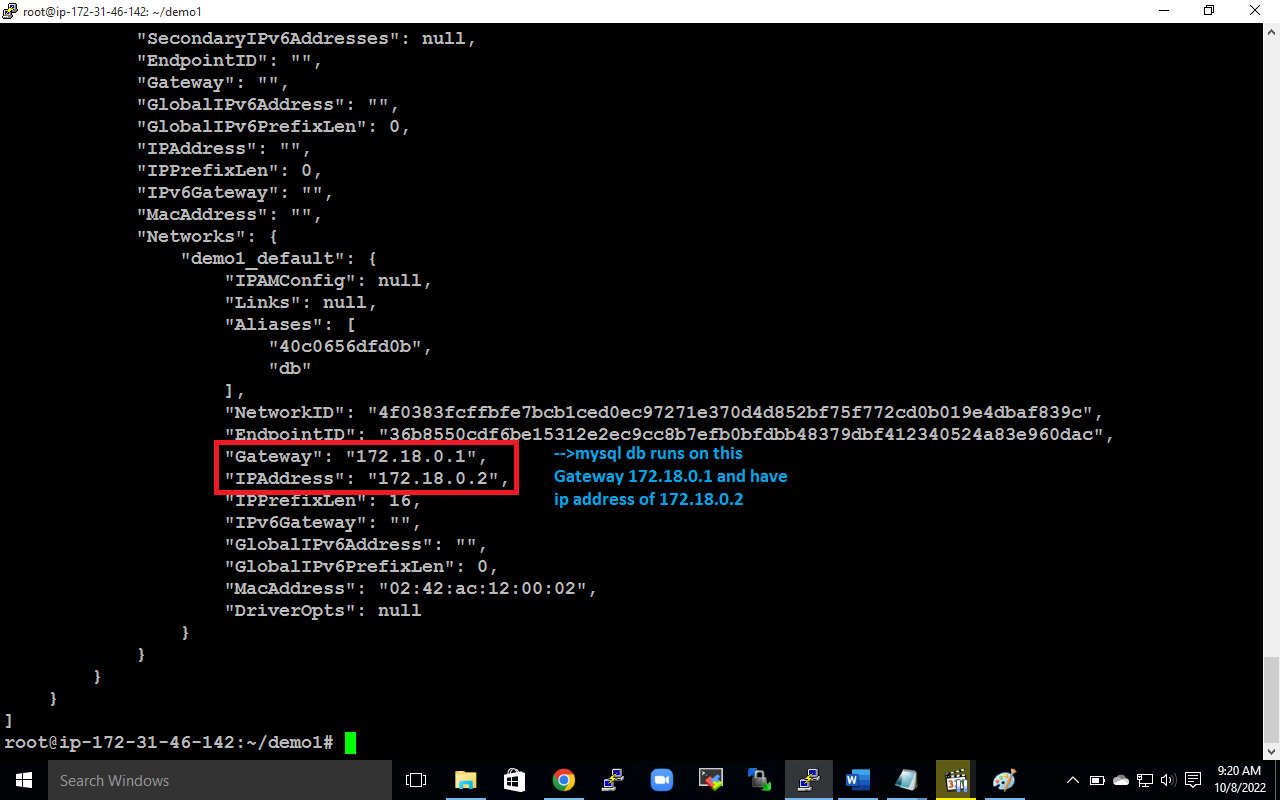 root@ip-172-31-46-142: ~/demo1
"SecondaryIPv6Addresses": null,
"EndpointID": "",
"Gateway": "",
"GlobalIPv6Address": "",
"GlobalIPv6PrefixLen": 0,
"IPAddress": "",
"IPPrefixLen": 0,
"IPv6Gateway": "",
"MacAddress": "",
"Networks": {
"demo1_default": {
"IPAMConfig": null,
"Links": null,
"Aliases": [
"40c0656dfd0b",
"db"
],
"NetworkID": "4f0383fcffbfe7bcb1ced0ec97271e370d4d852bf75f772cd0b019e4dbaf839c",
"EndpointID": "36b8550cdf6be15312e2ec9cc8b7efb0bfdbb48379dbf412340524a83e960dac",
"Gateway": "172.18.0.1",
"IPAddress": "172.18.0.2",
-->mysql db runs on this
Gateway 172.18.0.1 and have
ip address of 172.18.0.2
"IPPrefixLen": 16,
"IPv6Gateway": "",
"GlobalIPv6Address": "",
"GlobalIPv6PrefixLen": 0,
"MacAddress": "02:42:ac:12:00:02",
"DriverOpts": null
}
}
}
}
]
root@ip-172-31-46-142:~/demo1#
Search Windows
9:20 AM
10/8/2022